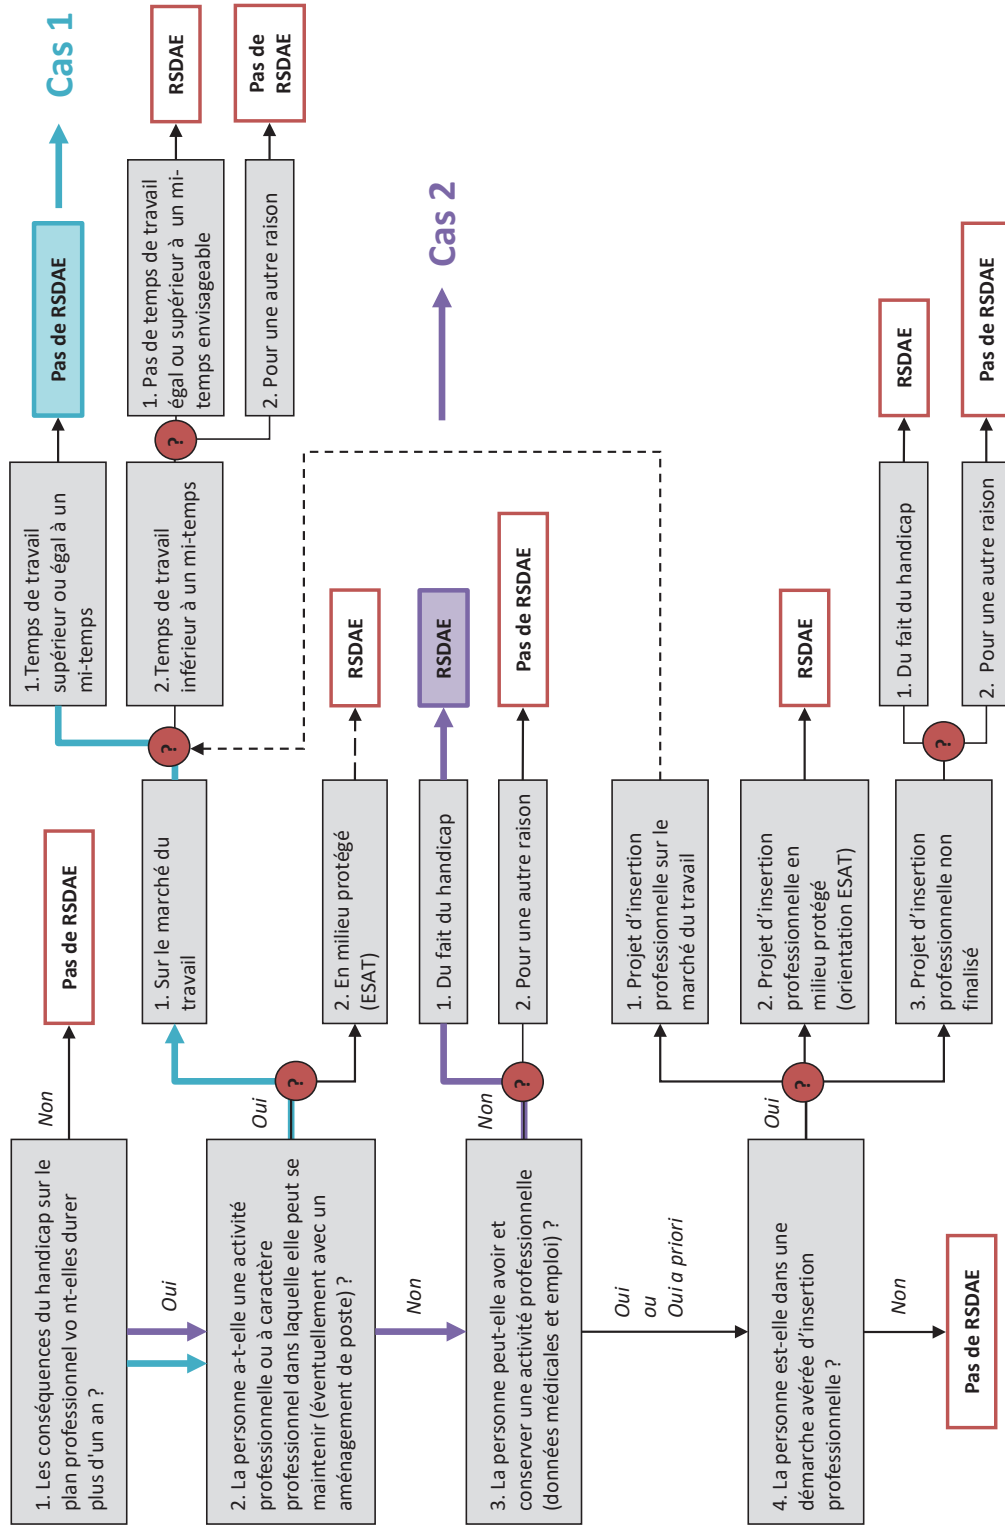 1. Les conséquences du handicap sur le
plan professionnel vo nt-elles durer
plus d'un an ?
Non
Pas de RSDAE
Oui
2. La personne a-t-elle une activité
professionnelle ou à caractère
professionnel dans laquelle elle peut se
maintenir (éventuellement avec un
aménagement de poste) ?
Oui
?
1. Sur le marché du
travail
?
1.Temps de travail
supérieur ou égal à un
mi-temps
Pas de RSDAE
Cas 1
2.Temps de travail
inférieur à un mi-temps
?
1. Pas de temps de travail
égal ou supérieur à un mi-
temps envisageable
RSDAE
2. Pour une autre raison
Pas de
RSDAE
2. En milieu protégé
(ESAT)
RSDAE
Non
3. La personne peut-elle avoir et
conserver une activité professionnelle
(données médicales et emploi) ?
Non
?
1. Du fait du handicap
RSDAE
Cas 2
2. Pour une autre raison
Pas de RSDAE
Oui
ou
Oui a priori
4. La personne est-elle dans une
démarche avérée d'insertion
professionnelle ?
Oui
?
1. Projet d’insertion
professionnelle sur le
marché du travail
2. Projet d’insertion
professionnelle en
milieu protégé
(orientation ESAT)
RSDAE
3. Projet d’insertion
professionnelle non
finalisé
?
1. Du fait du handicap
RSDAE
2. Pour une autre raison
Pas de RSDAE
Non
Pas de RSDAE